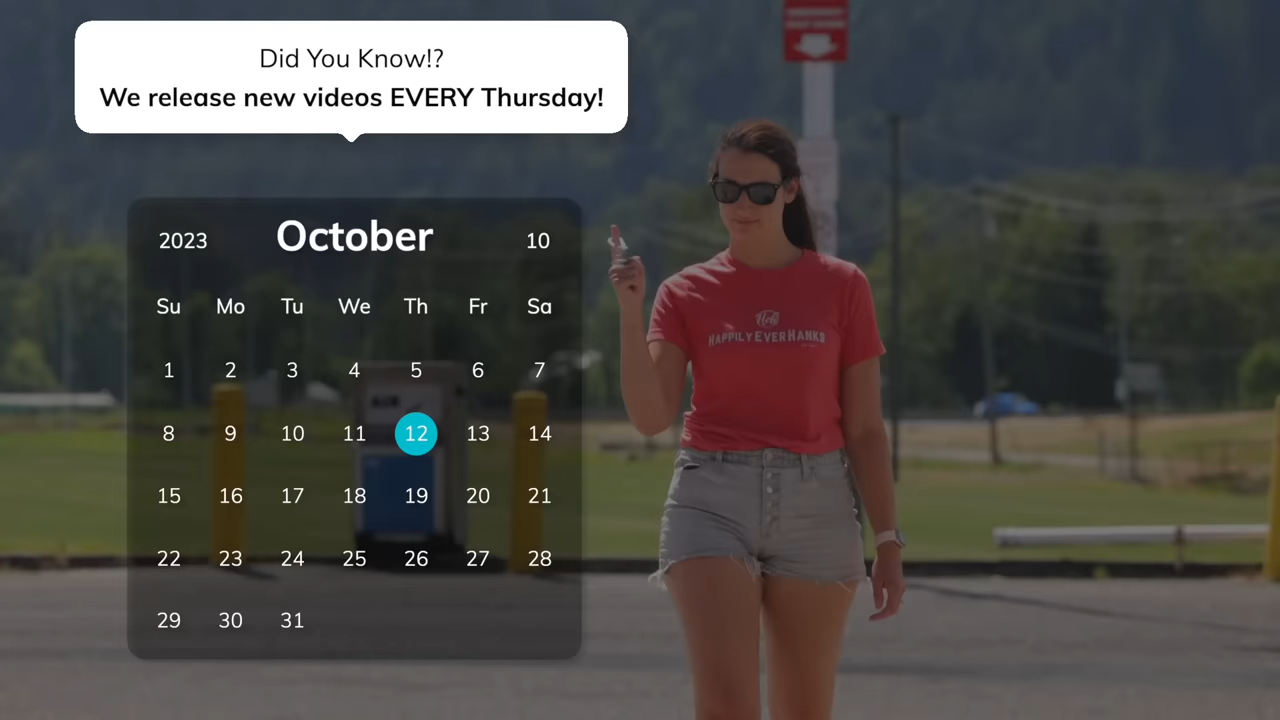 Did You Know!?
We release new videos EVERY Thursday!
2023 October 10
Su Mo Tu We Th Fr Sa
1 2 3 4 5 6 7
8 9 10 11 12 13 14
15 16 17 18 19 20 21
22 23 24 25 26 27 28
29 30 31
HEH
HAPPILY EVER HANKS
AIR